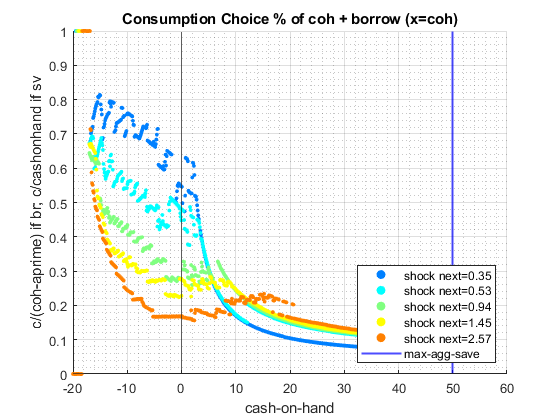 Consumption Choice % of coh + borrow (x=coh)
c/(coh-aprime) if br, c/cashonhand if sv
1
0.9
0.8
0.7
0.6
0.5
0.4
0.3
0.2
0.1
0
-20
-10
0
10
20
30
40
50
60
cash-on-hand
shock next=0.35
shock next=0.53
shock next=0.94
shock next=1.45
shock next=2.57
max-agg-save